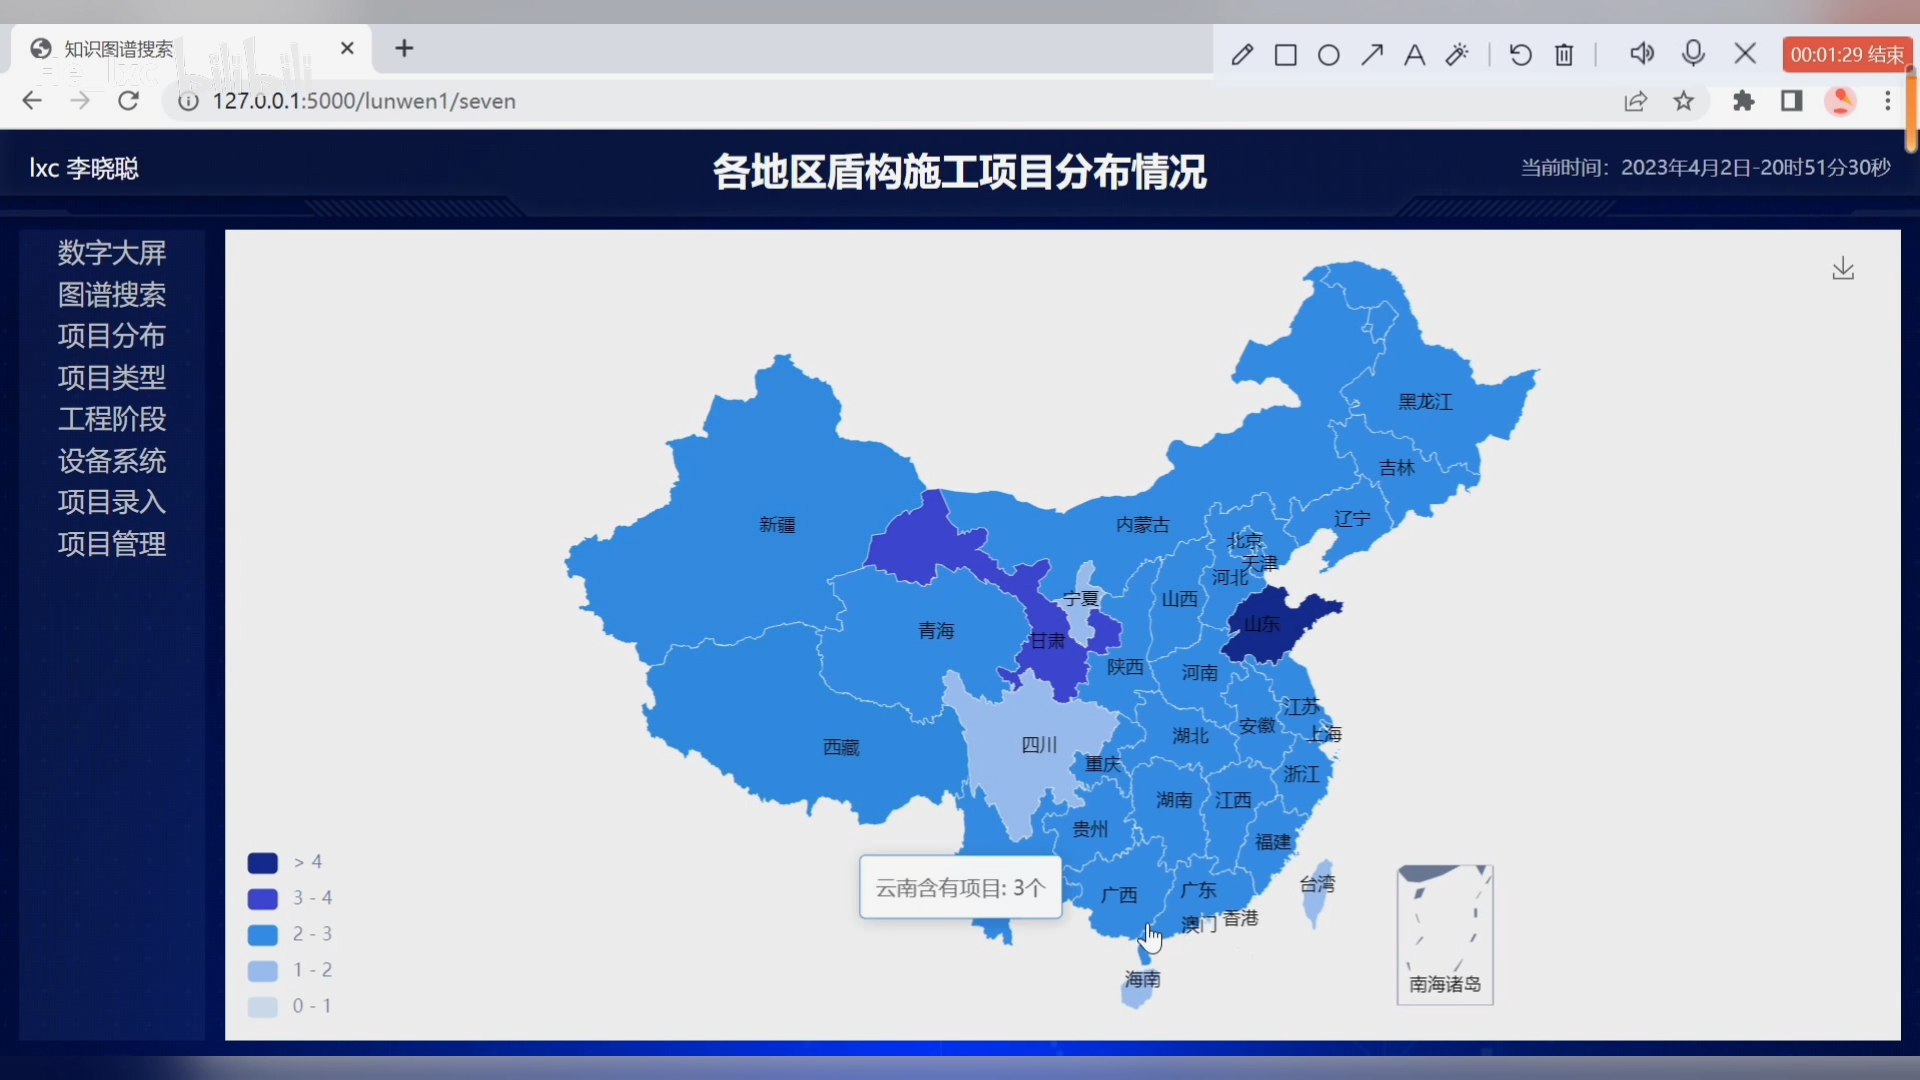 知识图谱搜索
bilibili
00:01:29 结束
127.0.0.1:5000/lunwen1/seven
lxc 李晓聪
各地区盾构施工项目分布情况
当前时间：2023年4月2日-20时51分30秒
数字大屏
图谱搜索
项目分布
项目类型
工程阶段
设备系统
项目录入
项目管理
黑龙江
吉林
新疆
内蒙古
辽宁
北京
天津
河北
宁夏
山西
山东
青海
甘肃
陕西
河南
江苏
安徽
上海
湖北
四川
西藏
重庆
浙江
湖南
江西
贵州
福建
云南含有项目: 3个
广西
广东
台湾
澳门
香港
海南
南海诸岛
> 4
3 - 4
2 - 3
1 - 2
0 - 1